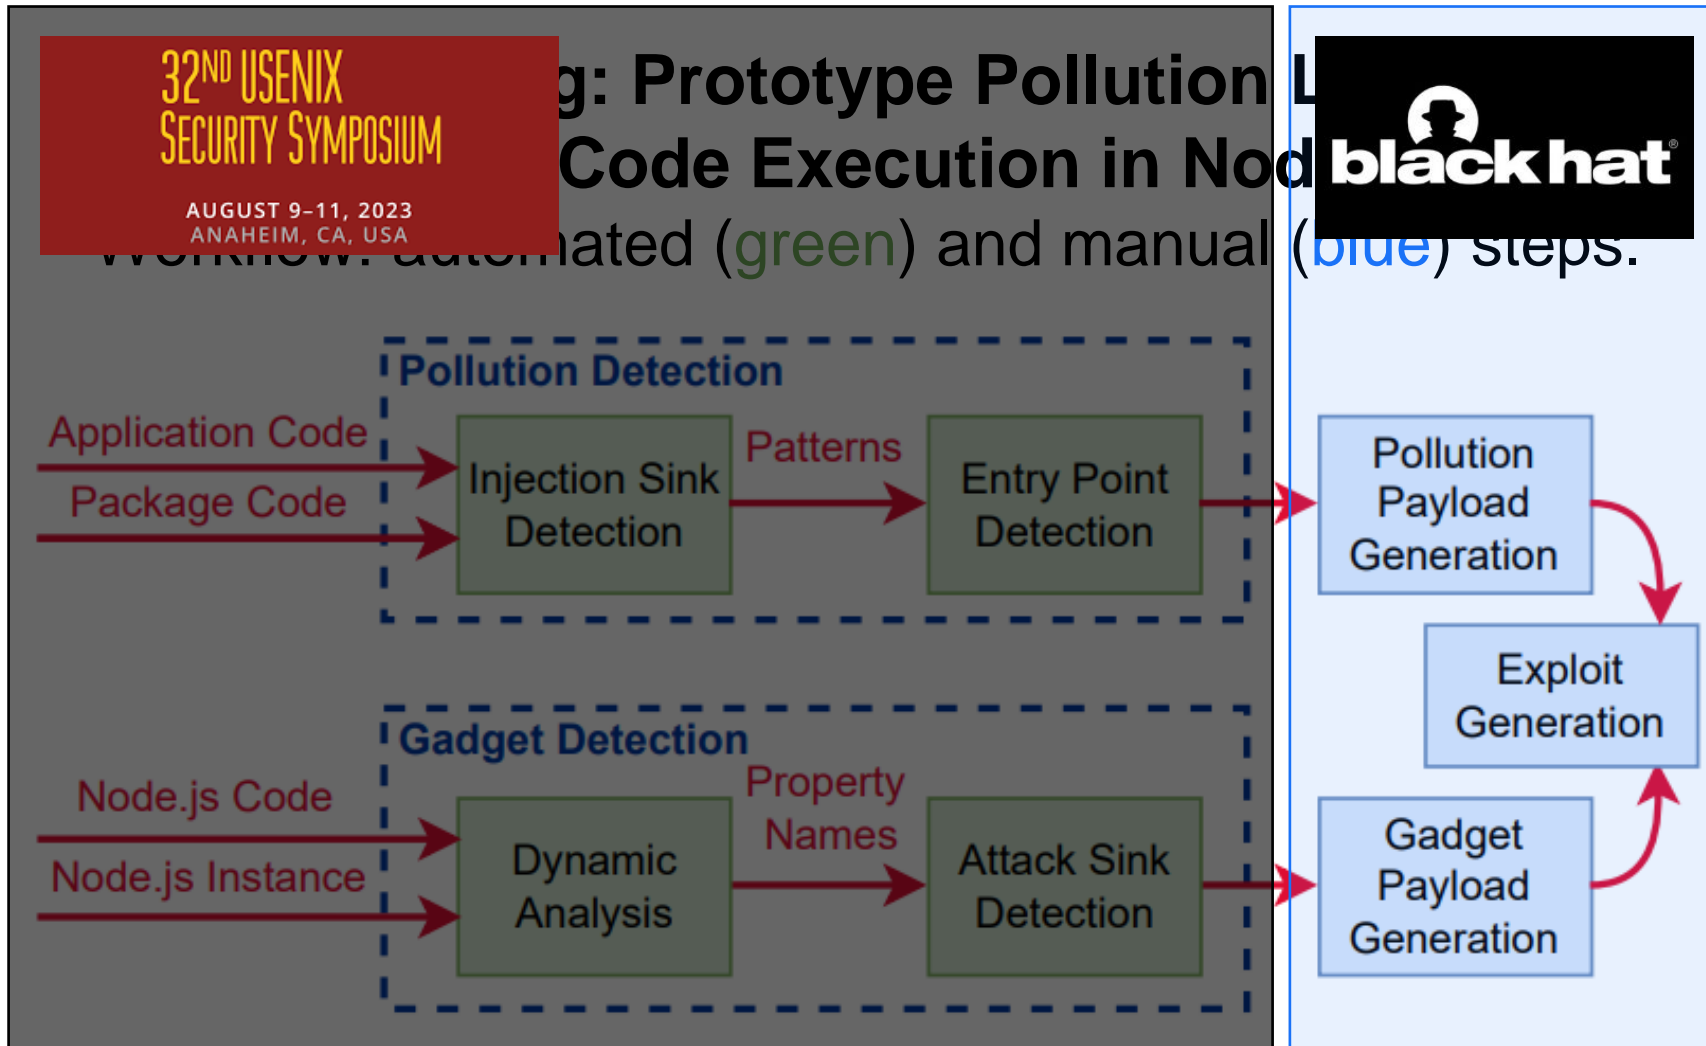 32ND USENIX
SECURITY SYMPOSIUM
AUGUST 9–11, 2023
ANAHEIM, CA, USA
g: Prototype Pollution L
Code Execution in Nod
black hat®
Workflow: automated (green) and manual (blue) steps.
Pollution Detection
Application Code
Package Code
Injection Sink
Detection
Patterns
Entry Point
Detection
Pollution
Payload
Generation
Exploit
Generation
Gadget Detection
Node.js Code
Node.js Instance
Dynamic
Analysis
Property
Names
Attack Sink
Detection
Gadget
Payload
Generation